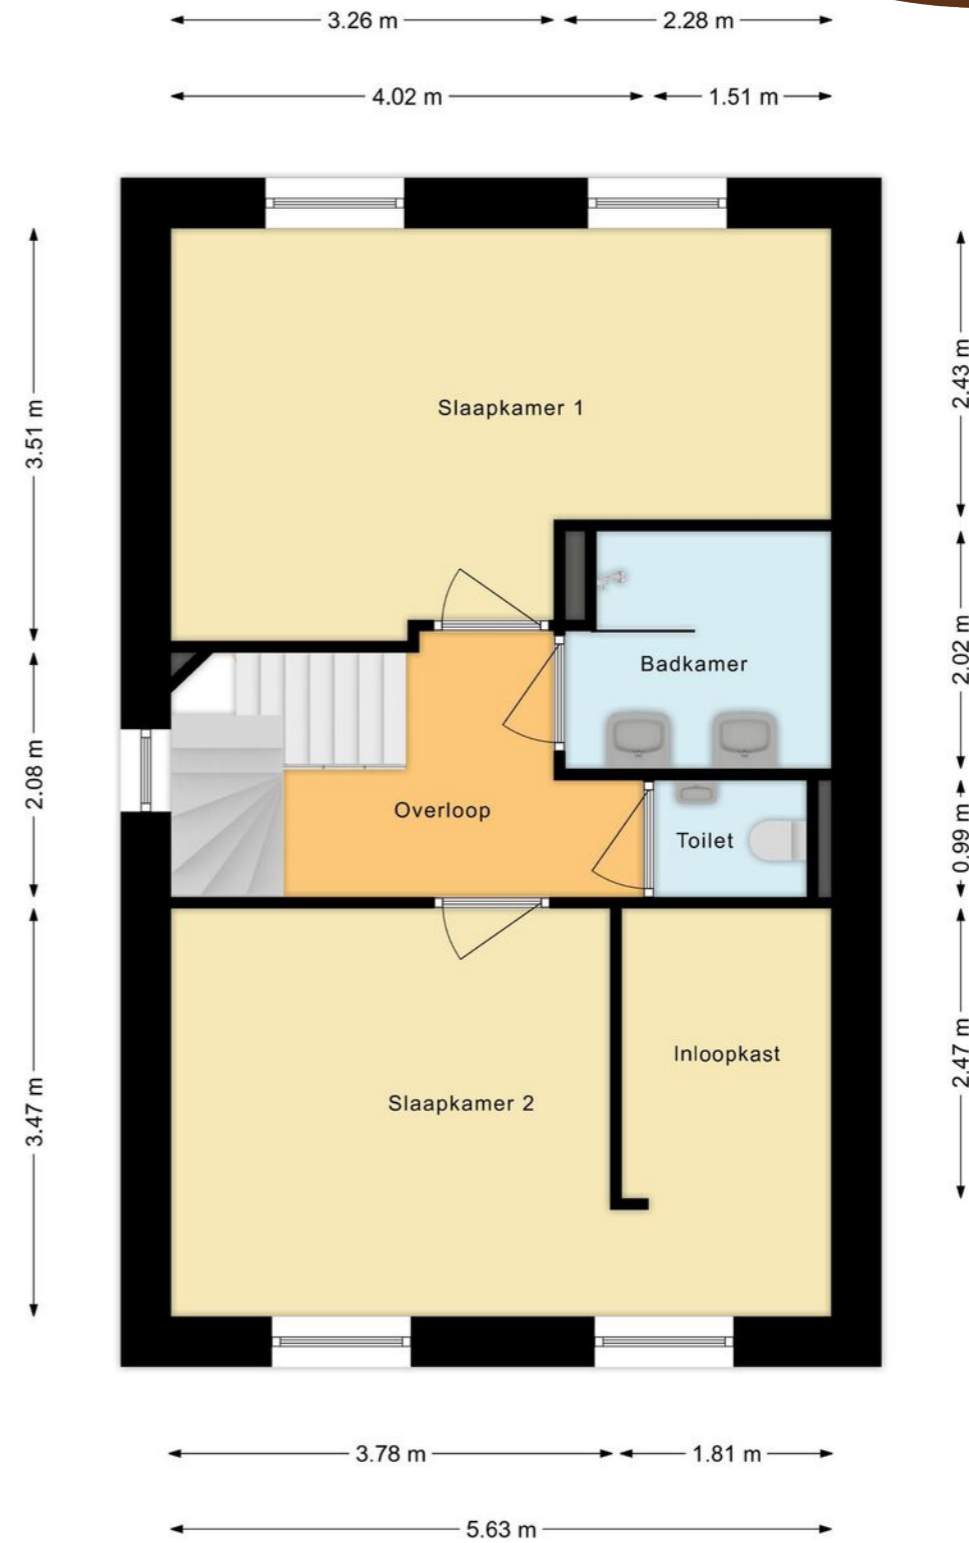 3.26 m
2.28 m
4.02 m
1.51 m
3.51 m
2.43 m
Slaapkamer 1
Badkamer
2.02 m
2.08 m
Overloop
Toilet
0.99 m
Inloopkast
2.47 m
Slaapkamer 2
3.47 m
3.78 m
1.81 m
5.63 m